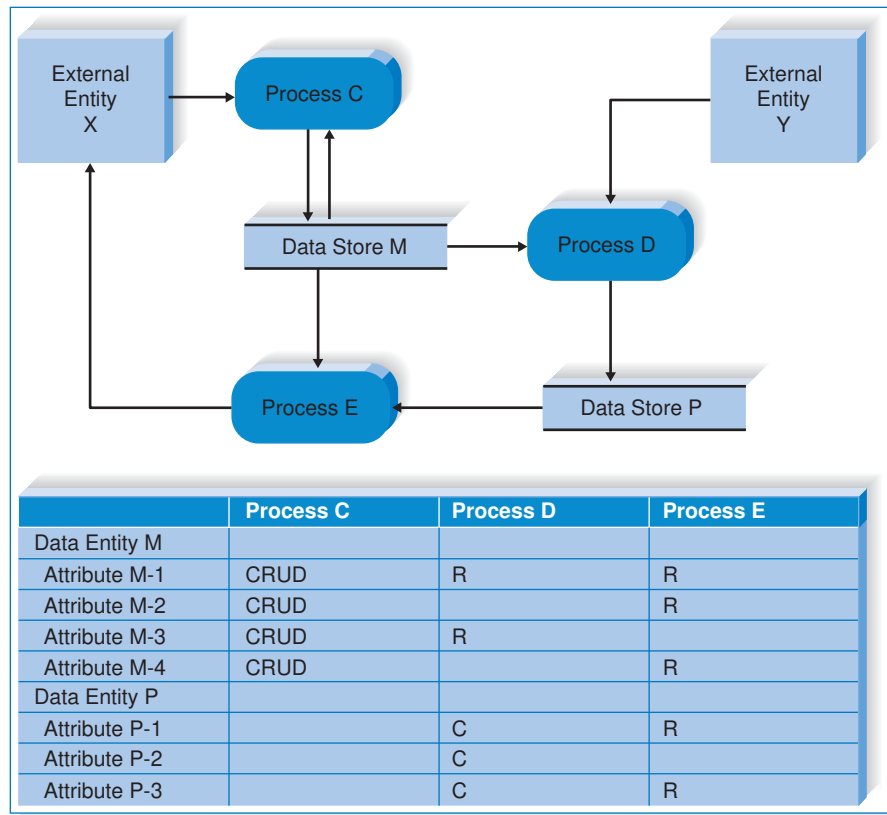 External
Entity
X
Process C
External
Entity
Y
Data Store M
Process D
Process E
Data Store P
Process C Process D Process E
Data Entity M
Attribute M-1 CRUD R R
Attribute M-2 CRUD R
Attribute M-3 CRUD R
Attribute M-4 CRUD R
Data Entity P
Attribute P-1 C R
Attribute P-2 C
Attribute P-3 C R